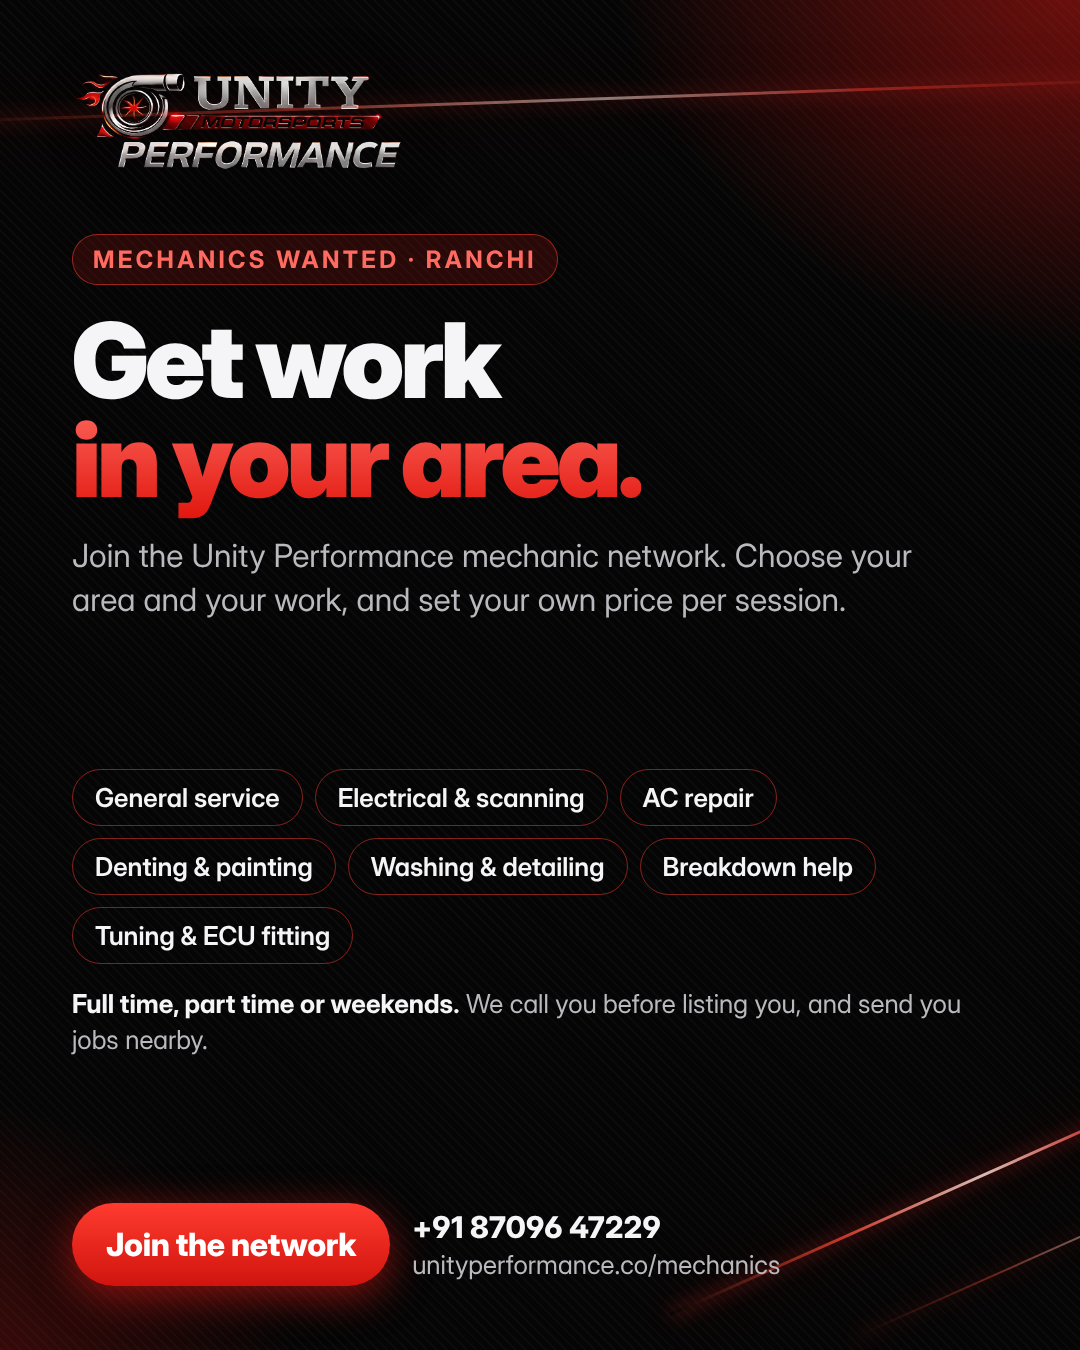 UNITY
MOTORSPORTS
PERFORMANCE
MECHANICS WANTED · RANCHI
Get work
in your area.
Join the Unity Performance mechanic network. Choose your
area and your work, and set your own price per session.
General service
Electrical & scanning
AC repair
Denting & painting
Washing & detailing
Breakdown help
Tuning & ECU fitting
Full time, part time or weekends. We call you before listing you, and send you
jobs nearby.
Join the network
+91 87096 47229
unityperformance.co/mechanics